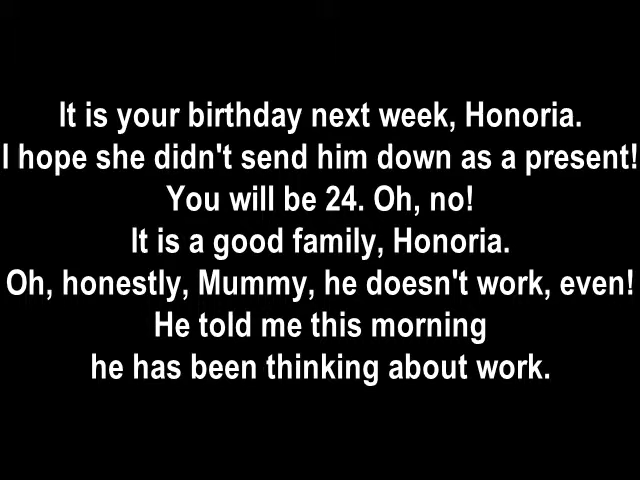 It is your birthday next week, Honoria.
I hope she didn't send him down as a present!
You will be 24. Oh, no!
It is a good family, Honoria.
Oh, honestly, Mummy, he doesn't work, even!
He told me this morning
he has been thinking about work.